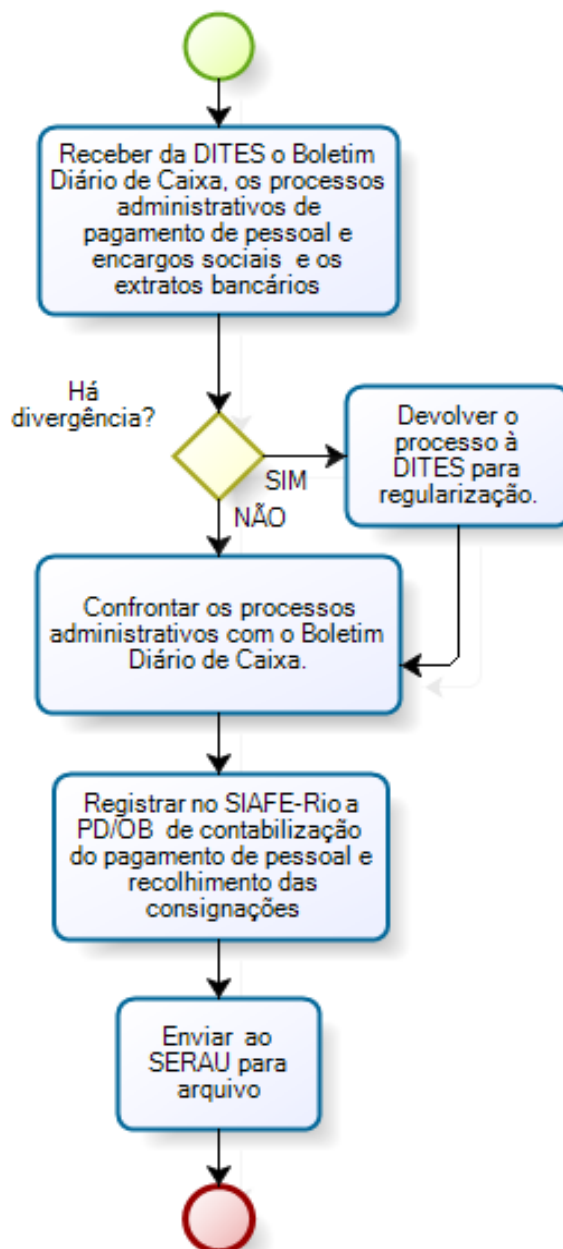 Receber da DITES o Boletim
Diário de Caixa, os processos
administrativos de
pagamento de pessoal e
encargos sociais e os
extratos bancários
Há
divergência?
SIM
NÃO
Devolver o
processo à
DITES para
regularização.
Confrontar os processos
administrativos com o Boletim
Diário de Caixa.
Registrar no SIAFE-Rio a
PD/OB de contabilização
do pagamento de pessoal e
recolhimento das
consignações
Enviar ao
SERAU para
arquivo